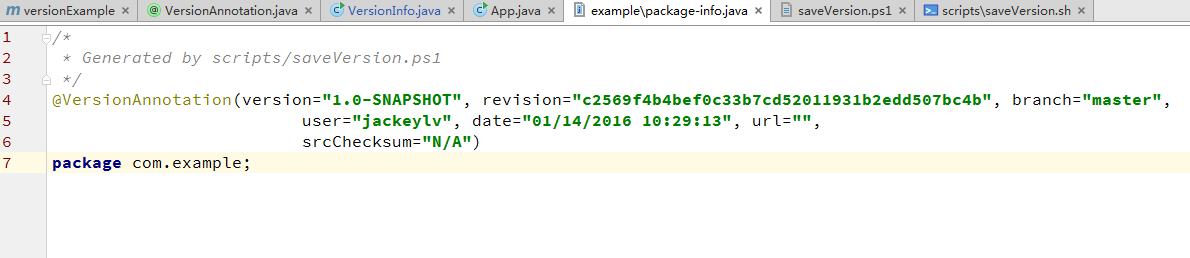 versionExample VersionAnnotation.java VersionInfo.java App.java example\package-info.java saveVersion.ps1 scripts\saveVersion.sh
1 /*
2 * Generated by scripts/saveVersion.ps1
3 */
4 @VersionAnnotation(version="1.0-SNAPSHOT", revision="c2569f4b4bef0c33b7cd52011931b2edd507bc4b", branch="master",
5 user="jackeylv", date="01/14/2016 10:29:13", url="",
6 srcChecksum="N/A")
7 package com.example;